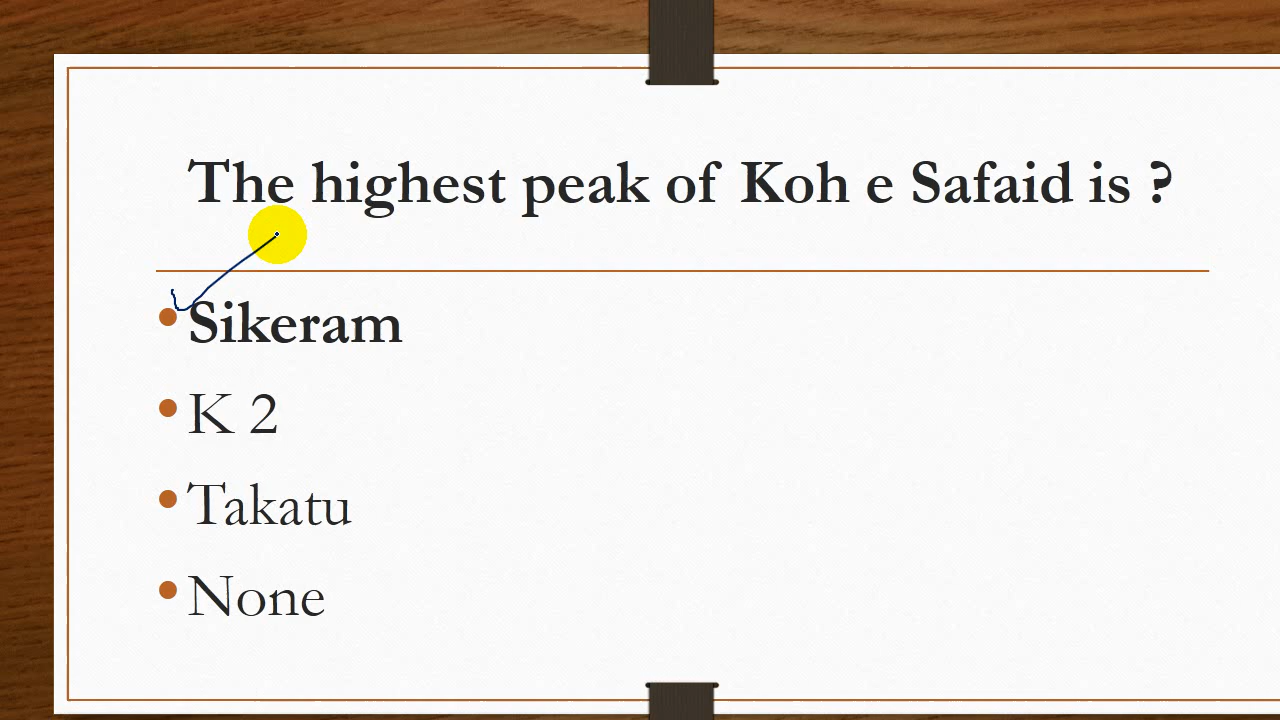 The highest peak of Koh e Safaid is ?
Sikeram
K 2
Takatu
None